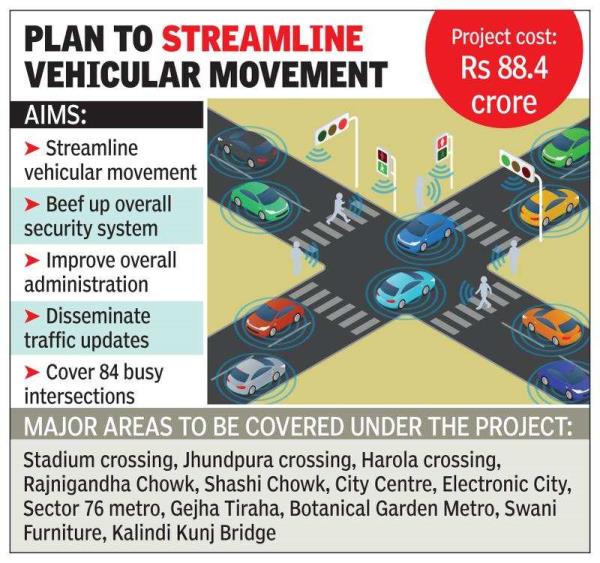 PLAN TO STREAMLINE
VEHICULAR MOVEMENT
Project cost:
Rs 88.4
crore
AIMS:
➤ Streamline
vehicular movement
➤ Beef up overall
security system
➤ Improve overall
administration
➤ Disseminate
traffic updates
➤ Cover 84 busy
intersections
MAJOR AREAS TO BE COVERED UNDER THE PROJECT:
Stadium crossing, Jhundpura crossing, Harola crossing,
Rajnigandha Chowk, Shashi Chowk, City Centre, Electronic City,
Sector 76 metro, Gejha Tiraha, Botanical Garden Metro, Swani
Furniture, Kalindi Kunj Bridge